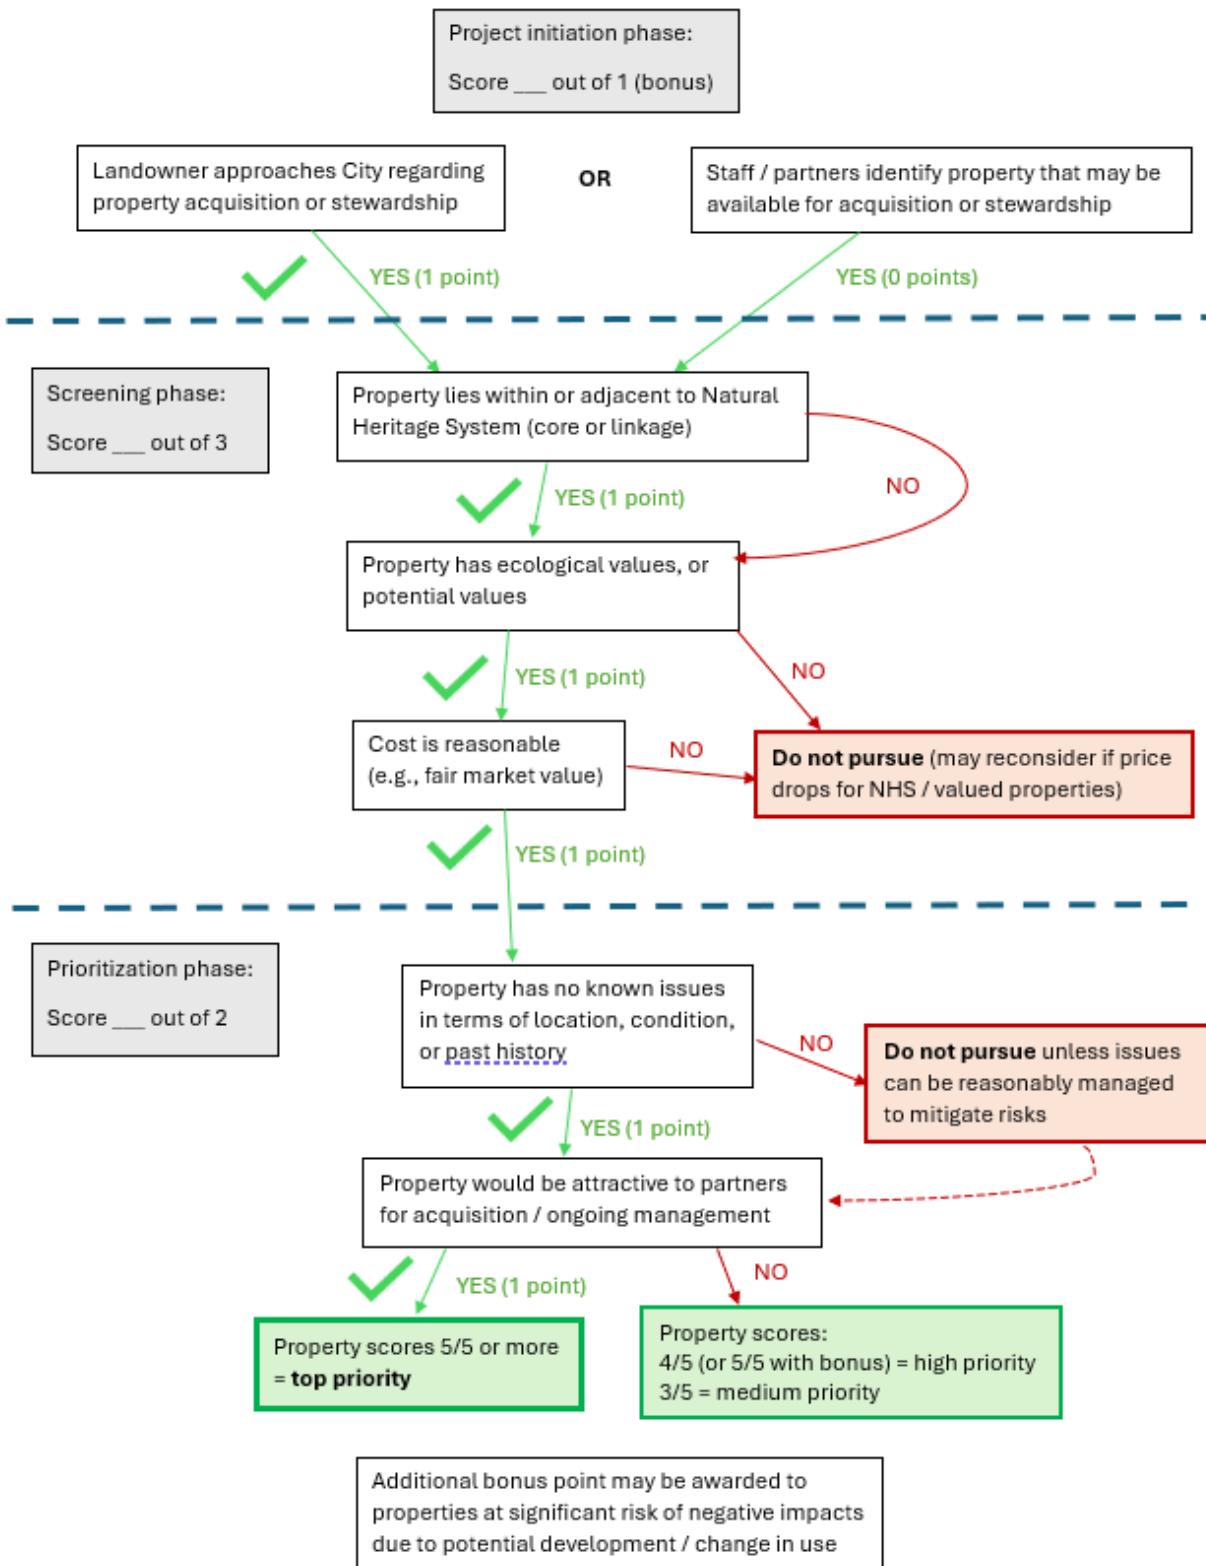 Project initiation phase:
Score ___ out of 1 (bonus)
Landowner approaches City regarding
property acquisition or stewardship
OR
Staff / partners identify property that may be
available for acquisition or stewardship
YES (1 point)
YES (0 points)
Screening phase:
Score ___ out of 3
Property lies within or adjacent to Natural
Heritage System (core or linkage)
NO
YES (1 point)
Property has ecological values, or
potential values
NO
YES (1 point)
Cost is reasonable
(e.g., fair market value)
NO
Do not pursue (may reconsider if price
drops for NHS / valued properties)
YES (1 point)
Prioritization phase:
Score ___ out of 2
Property has no known issues
in terms of location, condition,
or past history
NO
Do not pursue unless issues
can be reasonably managed
to mitigate risks
YES (1 point)
Property would be attractive to partners
for acquisition / ongoing management
YES (1 point)
NO
Property scores 5/5 or more
= top priority
Property scores:
4/5 (or 5/5 with bonus) = high priority
3/5 = medium priority
Additional bonus point may be awarded to
properties at significant risk of negative impacts
due to potential development / change in use